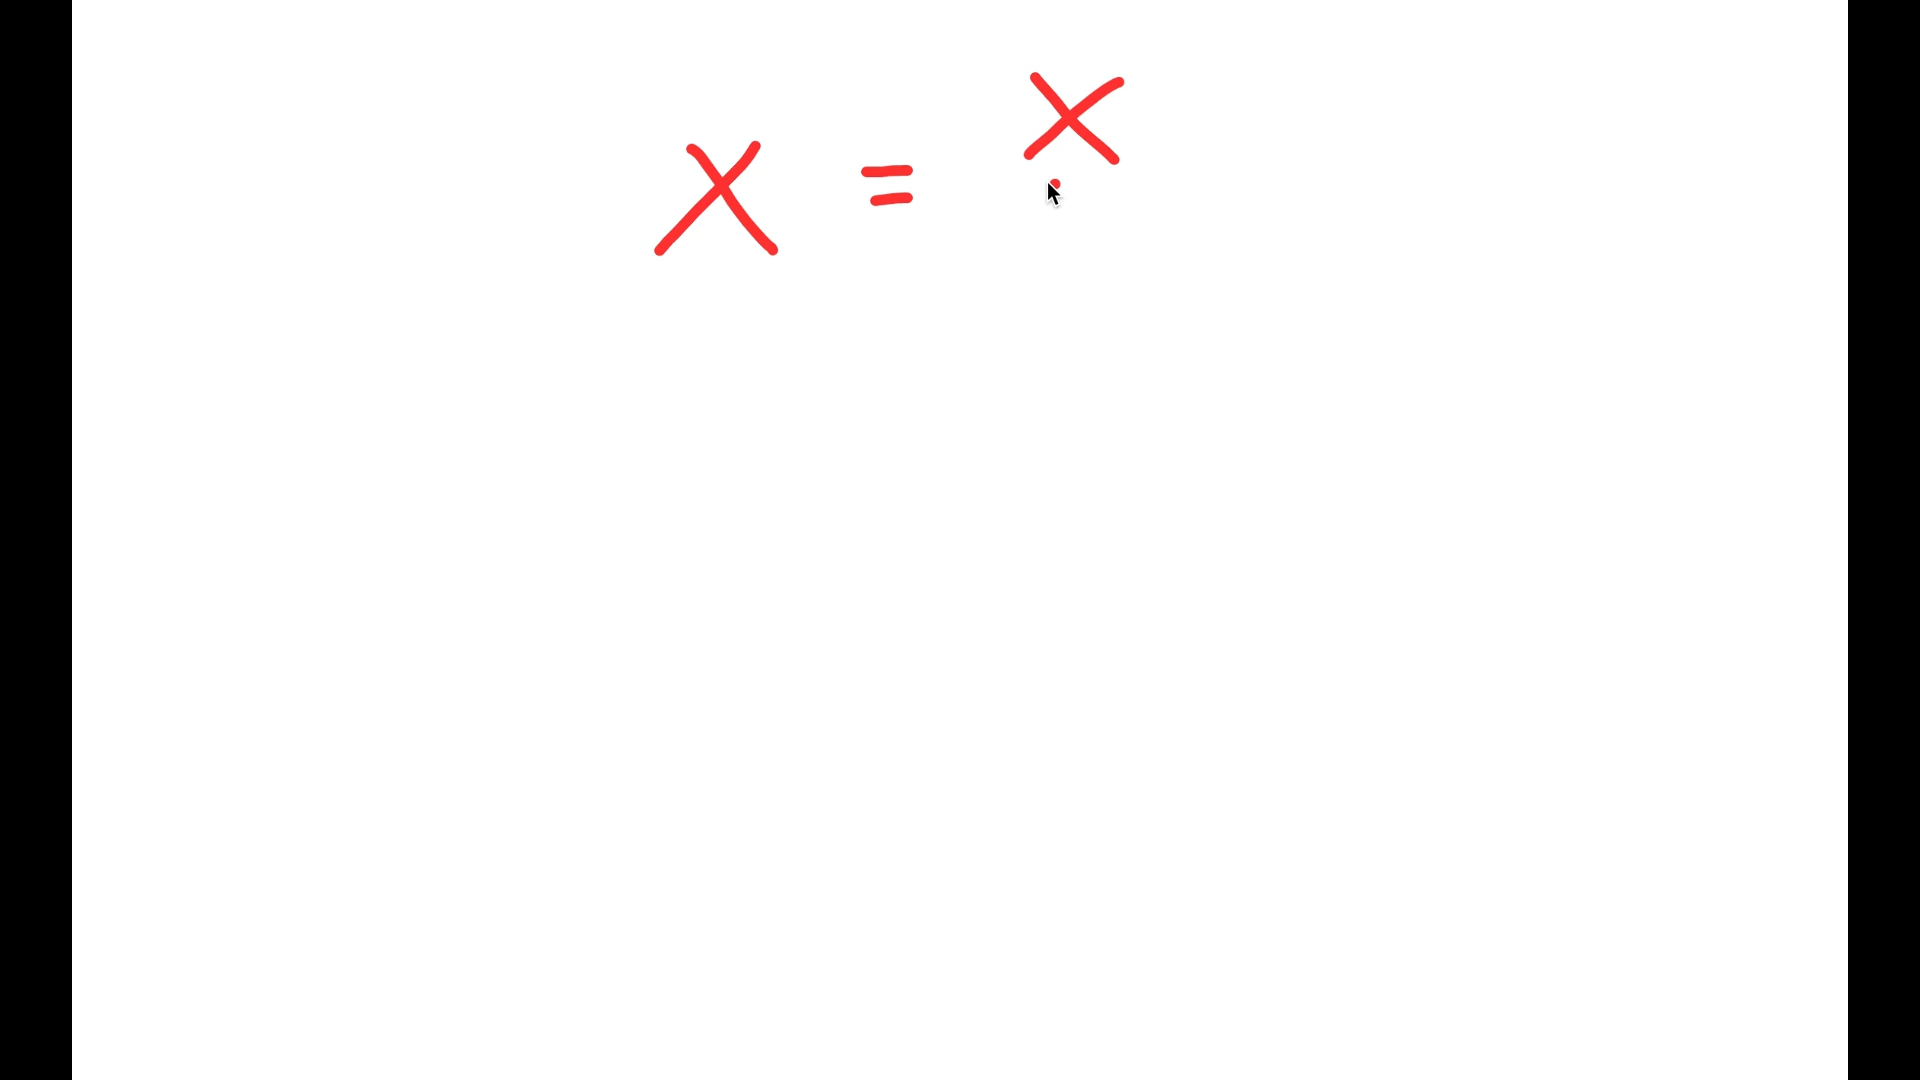 X = X